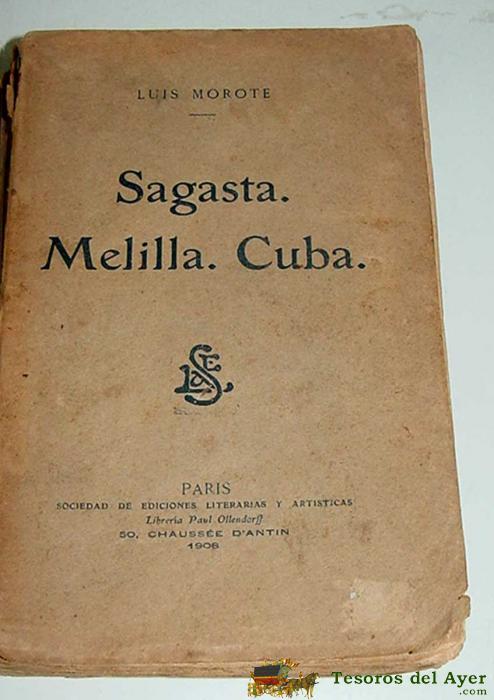 LUIS MOROTE
Sagasta.
Melilla. Cuba.
PARIS
SOCIEDAD DE EDICIONES LITERARIAS Y ARTISTICAS
Librería Paul Ollendorff
50, CHAUSSÉE D'ANTIN
1908
Tesoros del Ayer
.com